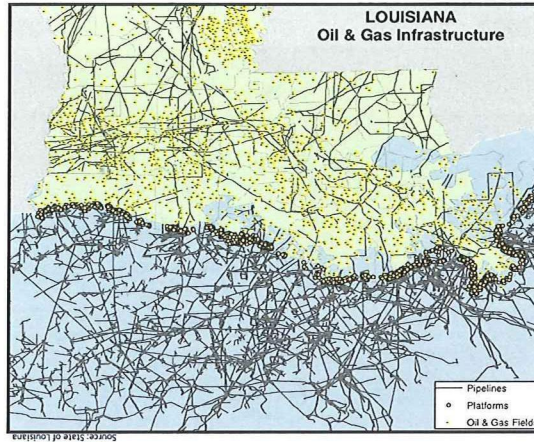 LOUISIANA
Oil & Gas Infrastructure
Pipelines
Platforms
Oil & Gas Field
Source: State of Louisiana